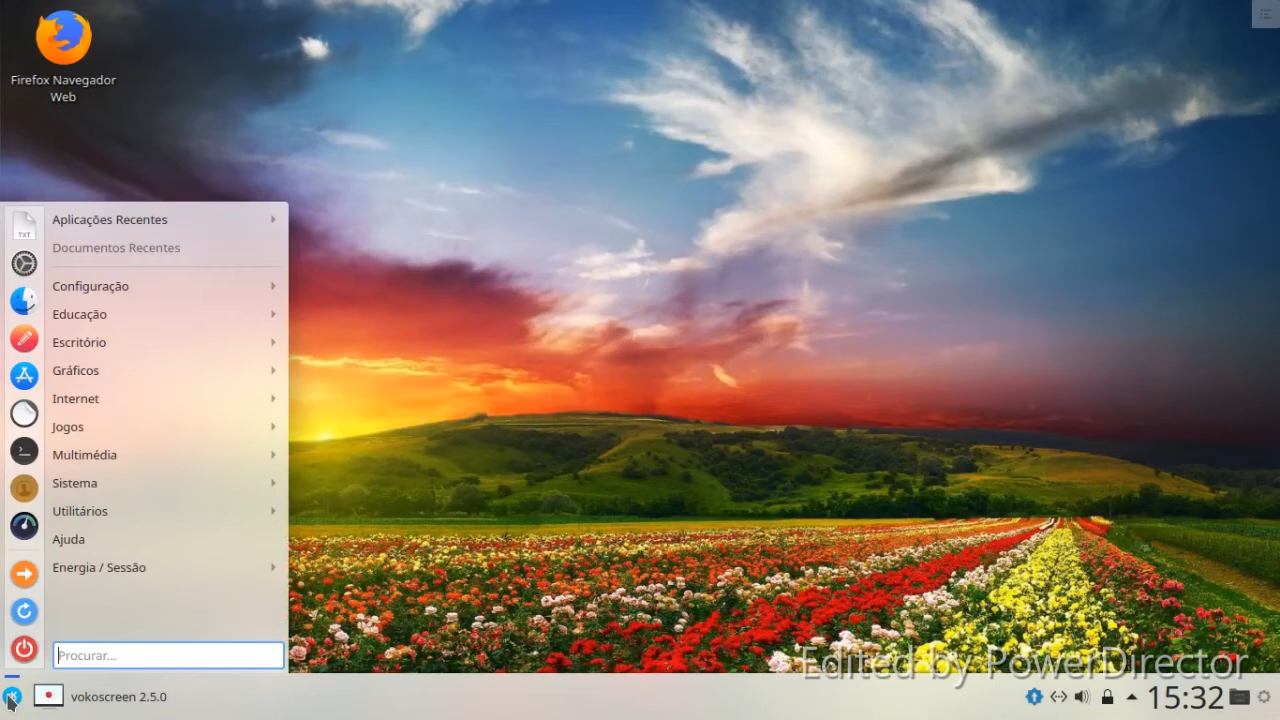 Firefox Navegador
Web
TXT
Aplicações Recentes
Documentos Recentes
Configuração
Educação
Escritório
Gráficos
Internet
Jogos
Multimédia
Sistema
Utilitários
Ajuda
Energia / Sessão
Procurar...
Edited by PowerDirector
vokoscreen 2.5.0
15:32